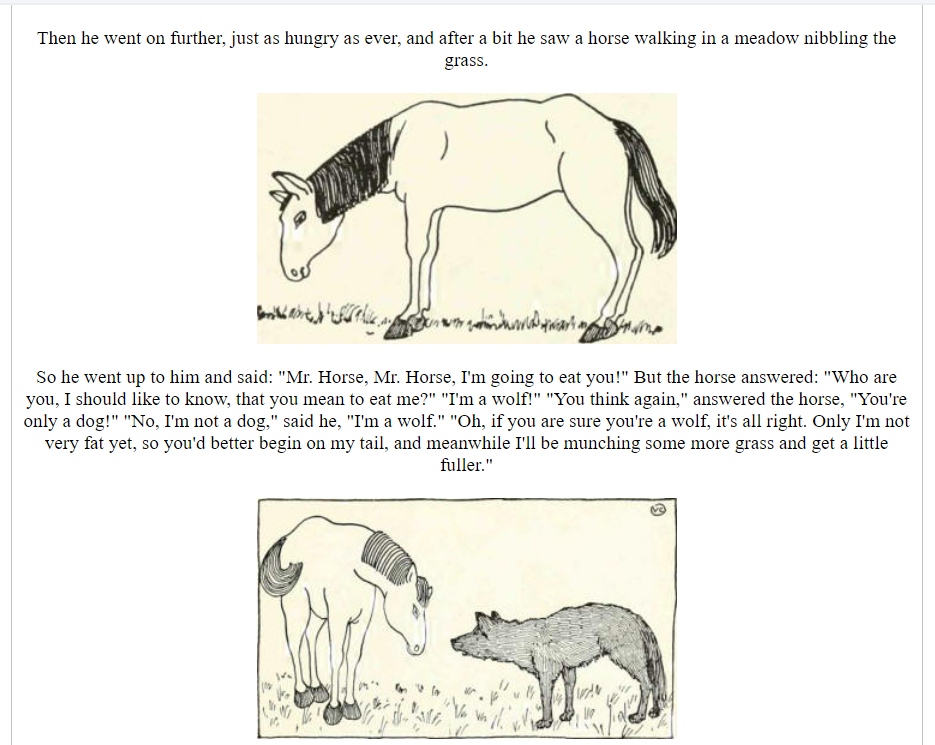 Then he went on further, just as hungry as ever, and after a bit he saw a horse walking in a meadow nibbling the
grass.
So he went up to him and said: "Mr. Horse, Mr. Horse, I'm going to eat you!" But the horse answered: "Who are
you, I should like to know, that you mean to eat me?" "I'm a wolf!" "You think again," answered the horse, "You're
only a dog!" "No, I'm not a dog," said he, "I'm a wolf." "Oh, if you are sure you're a wolf, it's all right. Only I'm not
very fat yet, so you'd better begin on my tail, and meanwhile I'll be munching some more grass and get a little
fuller."